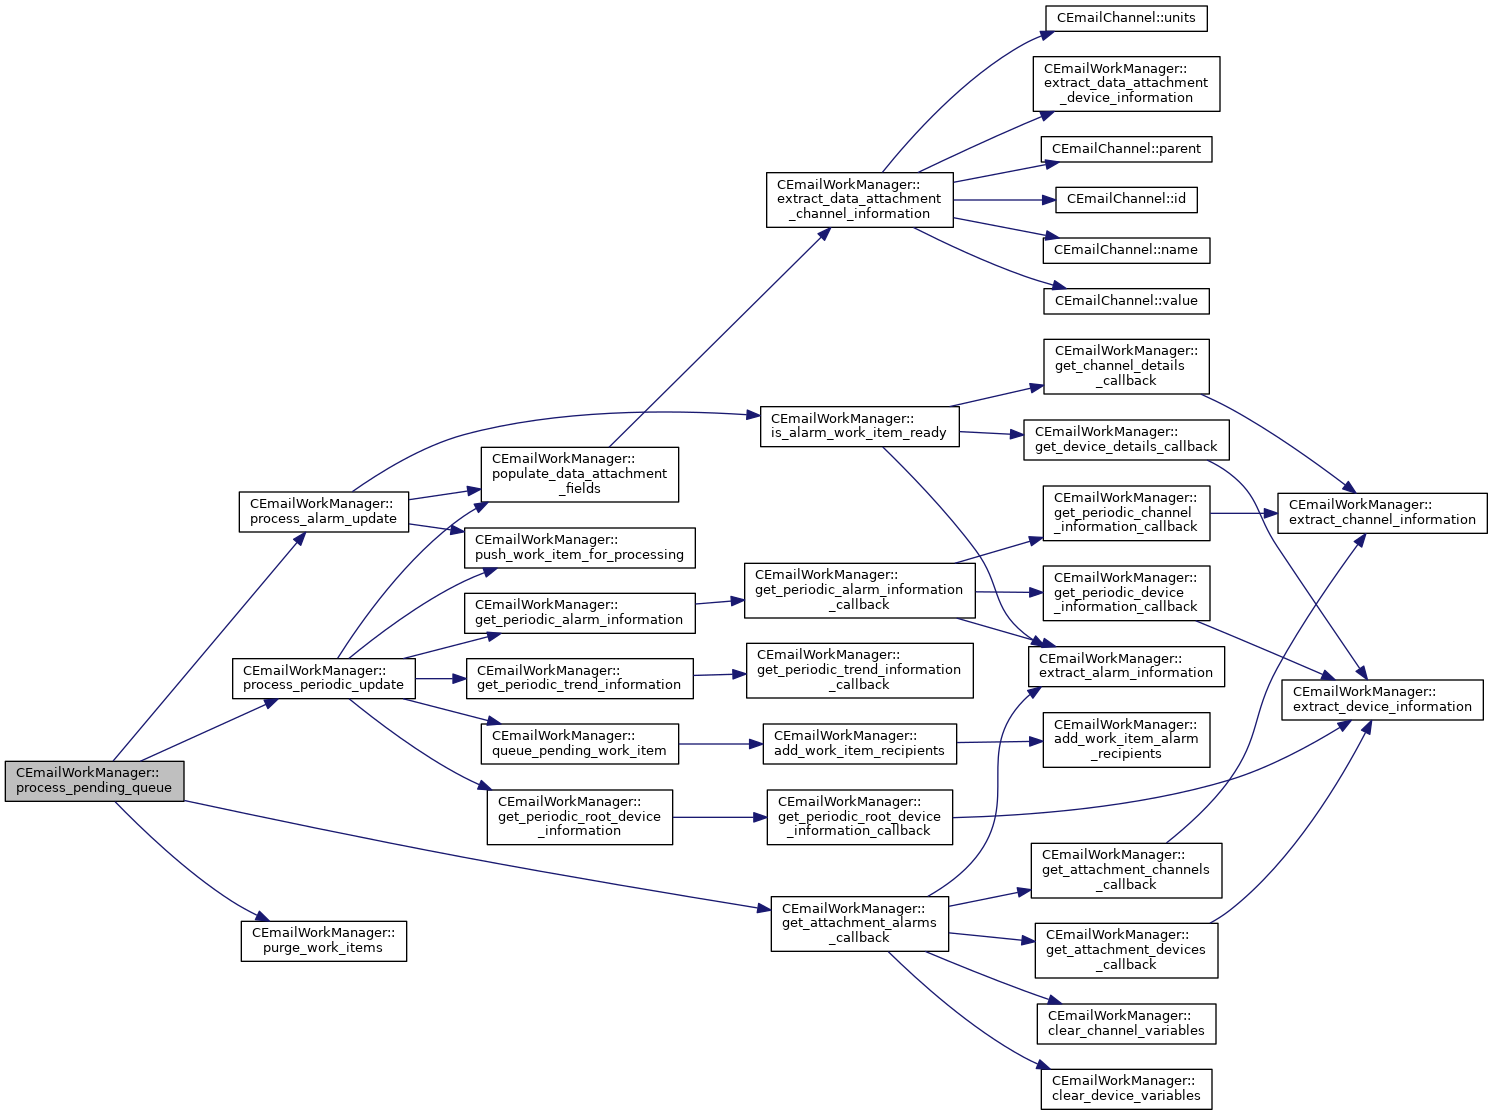 CEmailWorkManager::
process_pending_queue
CEmailWorkManager::
process_alarm_update
CEmailWorkManager::
process_periodic_update
CEmailWorkManager::
purge_work_items
CEmailWorkManager::
populate_data_attachment
_fields
CEmailWorkManager::
push_work_item_for_processing
CEmailWorkManager::
get_periodic_alarm_information
CEmailWorkManager::
get_periodic_trend_information
CEmailWorkManager::
queue_pending_work_item
CEmailWorkManager::
get_periodic_root_device
_information
CEmailWorkManager::
extract_data_attachment
_channel_information
CEmailWorkManager::
is_alarm_work_item_ready
CEmailWorkManager::
get_periodic_alarm_information
_callback
CEmailWorkManager::
get_periodic_trend_information
_callback
CEmailWorkManager::
add_work_item_recipients
CEmailWorkManager::
get_periodic_root_device
_information_callback
CEmailWorkManager::
get_attachment_alarms
_callback
CEmailChannel::units
CEmailWorkManager::
extract_data_attachment
_device_information
CEmailChannel::parent
CEmailChannel::id
CEmailChannel::name
CEmailChannel::value
CEmailWorkManager::
get_channel_details
_callback
CEmailWorkManager::
get_device_details_callback
CEmailWorkManager::
get_periodic_channel
_information_callback
CEmailWorkManager::
get_periodic_device
_information_callback
CEmailWorkManager::
extract_alarm_information
CEmailWorkManager::
add_work_item_alarm
_recipients
CEmailWorkManager::
get_attachment_channels
_callback
CEmailWorkManager::
get_attachment_devices
_callback
CEmailWorkManager::
clear_channel_variables
CEmailWorkManager::
clear_device_variables
CEmailWorkManager::
extract_channel_information
CEmailWorkManager::
extract_device_information